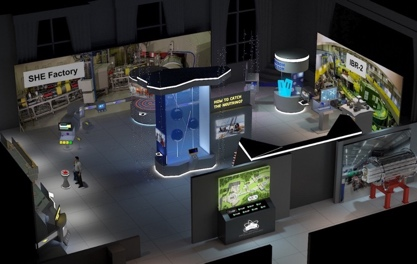 SHE Factory
IBR-2
HOW TO CATCH
THE NEUTRINO?